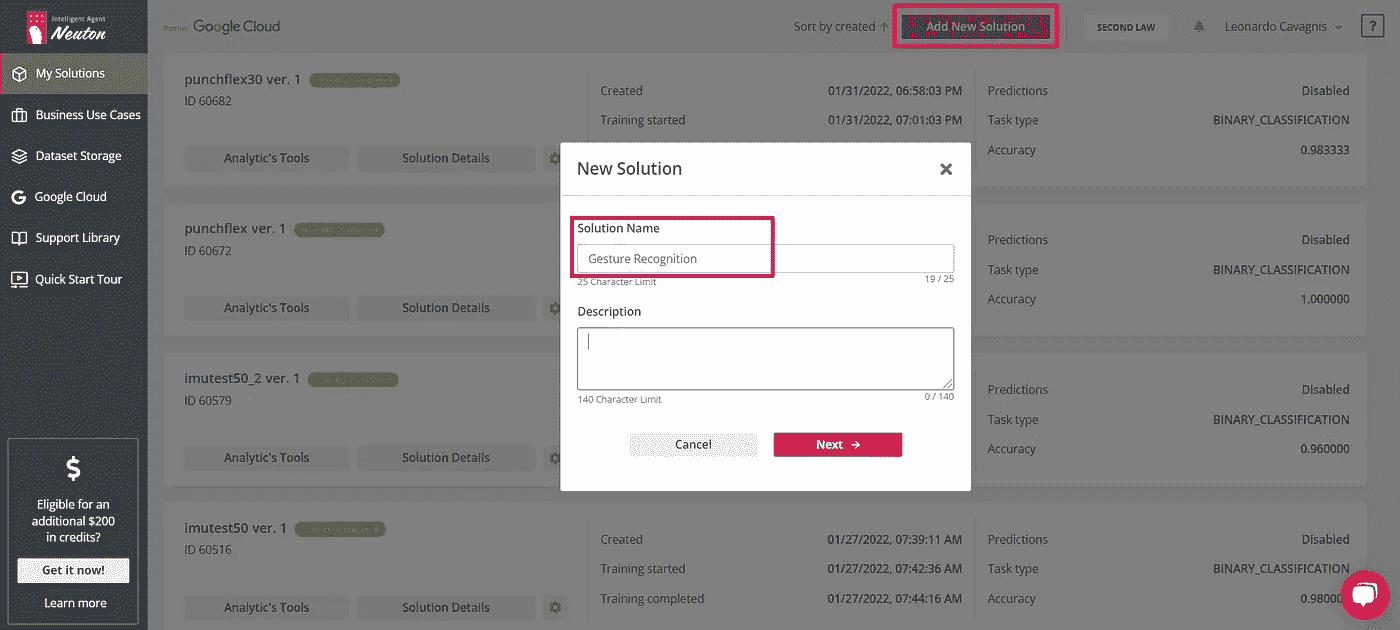 Intelligent Agent
Neuton
Partner Google Cloud
Sort by created ↑
Add New Solution
SECOND LAW
Leonardo Cavagnis
?
My Solutions
Business Use Cases
Dataset Storage
Google Cloud
Support Library
Quick Start Tour
$
Eligible for an
additional $200
in credits?
Get it now!
Learn more
punchflex30 ver. 1
ID 60682
Created 01/31/2022, 06:58:03 PM
Training started 01/31/2022, 07:01:03 PM
Predictions Disabled
Task type BINARY_CLASSIFICATION
Accuracy 0.983333
Analytic's Tools
Solution Details
punchflex ver. 1
ID 60672
Predictions Disabled
Task type BINARY_CLASSIFICATION
Accuracy 1.000000
Analytic's Tools
Solution Details
imutest50_2 ver. 1
ID 60579
Predictions Disabled
Task type BINARY_CLASSIFICATION
Accuracy 0.960000
Analytic's Tools
Solution Details
imutest50 ver. 1
ID 60516
Created 01/27/2022, 07:39:11 AM
Training started 01/27/2022, 07:42:36 AM
Training completed 01/27/2022, 07:44:16 AM
Predictions Disabled
Task type BINARY_CLASSIFICATION
Accuracy 0.98000
Analytic's Tools
Solution Details
New Solution
Solution Name
Gesture Recognition
25 Character Limit 19 / 25
Description
140 Character Limit 0 / 140
Cancel
Next →